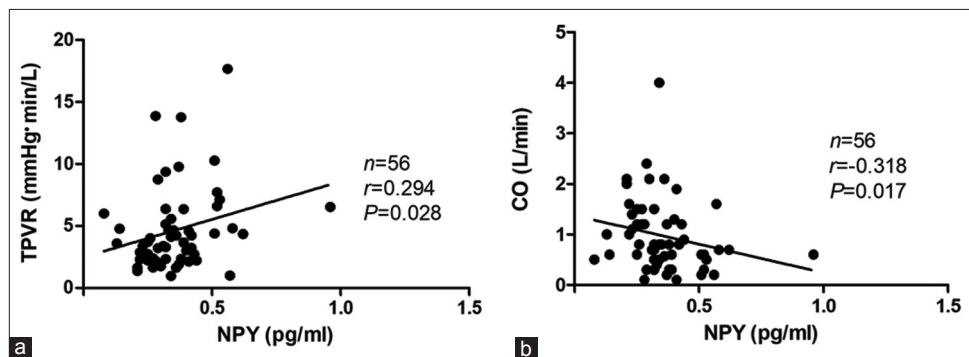 20
15
10
5
0
TPVR (mmHg•min/L)
n=56
r=0.294
P=0.028
0.5
1.0
1.5
NPY (pg/ml)
a
5
4
3
2
1
0
CO (L/min)
n=56
r=-0.318
P=0.017
0.5
1.0
1.5
NPY (pg/ml)
b